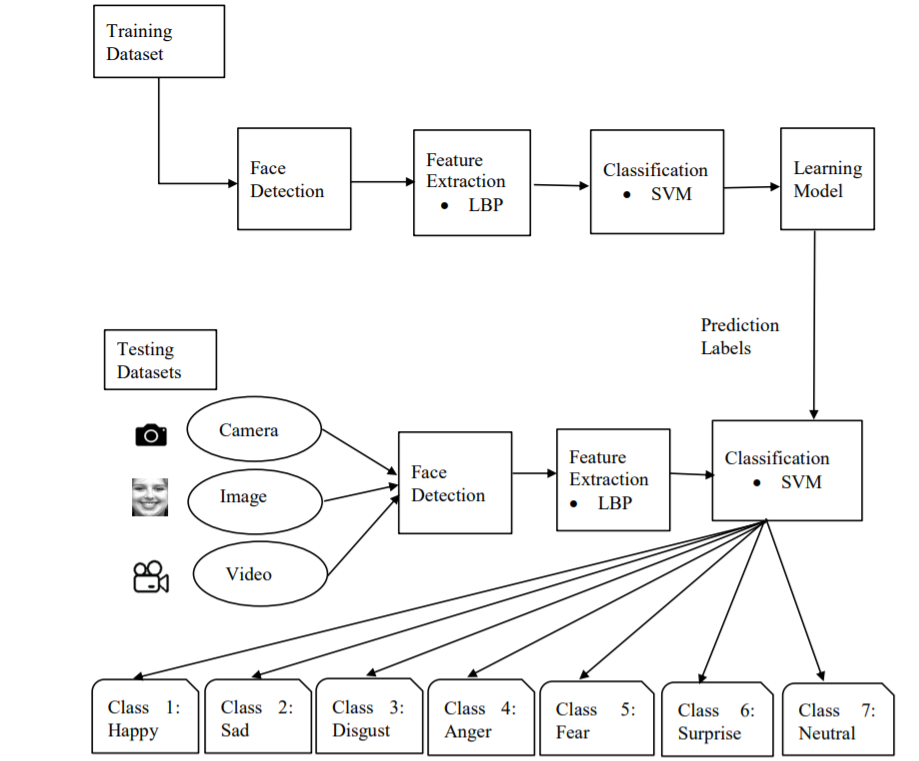 Training
Dataset
Face
Detection
Feature
Extraction
• LBP
Classification
• SVM
Learning
Model
Prediction
Labels
Testing
Datasets
Camera
Image
Video
Face
Detection
Feature
Extraction
• LBP
Classification
• SVM
Class 1:
Happy
Class 2:
Sad
Class 3:
Disgust
Class 4:
Anger
Class 5:
Fear
Class 6:
Surprise
Class 7:
Neutral